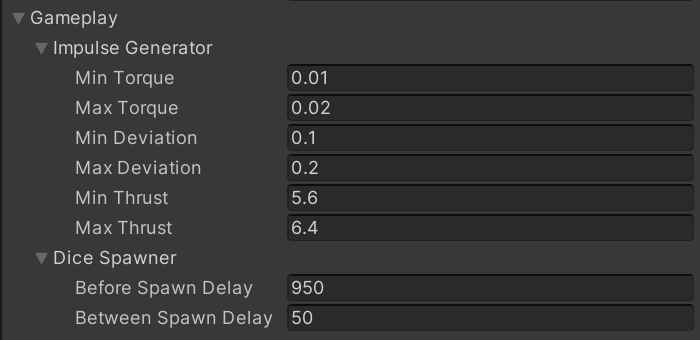 Gameplay
Impulse Generator
Min Torque 0.01
Max Torque 0.02
Min Deviation 0.1
Max Deviation 0.2
Min Thrust 5.6
Max Thrust 6.4
Dice Spawner
Before Spawn Delay 950
Between Spawn Delay 50